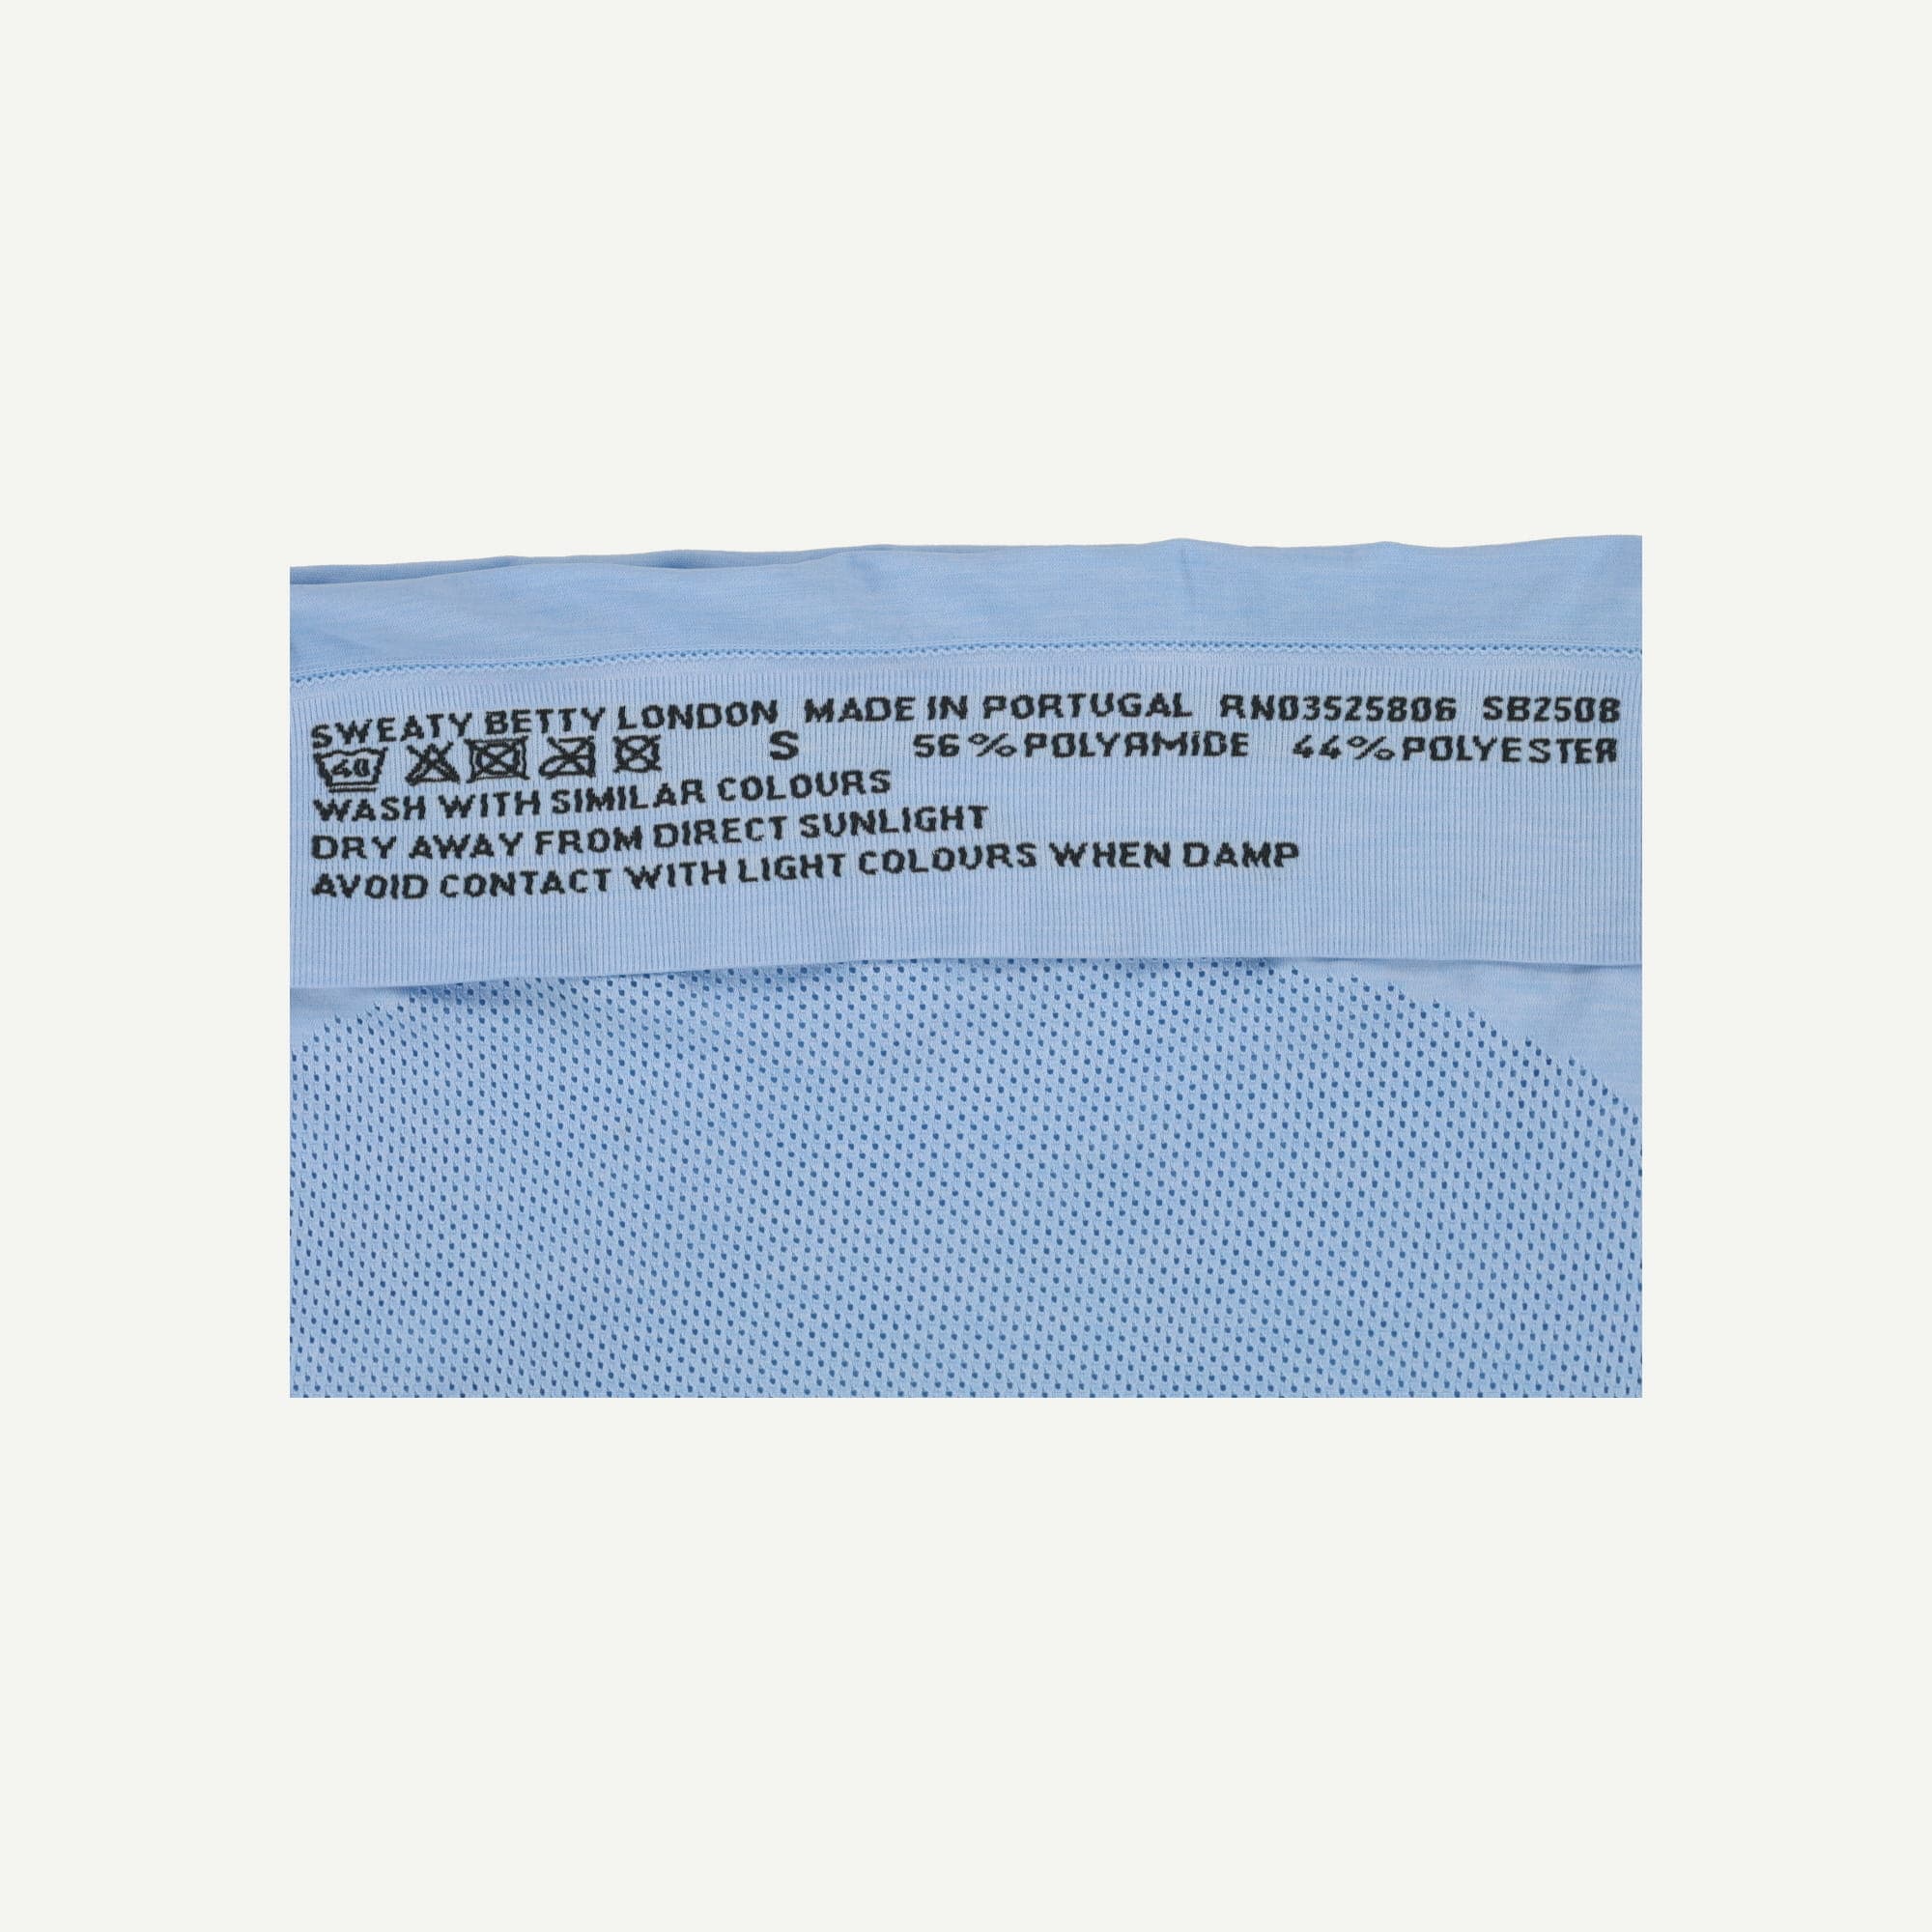 SWEATY BETTY LONDON MADE IN PORTUGAL RN03525806 SB2508
40 S 56%POLYAMIDE 44%POLYESTER
WASH WITH SIMILAR COLOURS
DRY AWAY FROM DIRECT SUNLIGHT
AVOID CONTACT WITH LIGHT COLOURS WHEN DAMP